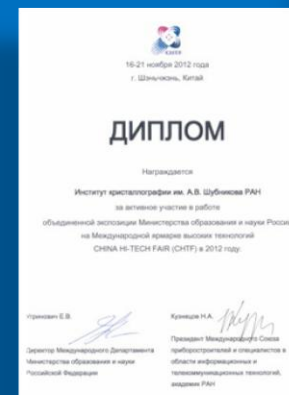 16-21 ноября 2012 года
г. Шэньчжэнь, Китай
ДИПЛОМ
Награждается
Институт кристаллографии им. А.В. Шубникова РАН
за активное участие в работе
объединенной экспозиции Министерства образования и науки Росси
на Международной ярмарке высоких технологий
CHINA HI-TECH FAIR (CHTF) в 2012 году.
Угринович Е.В.
Директор Международного Департамента
Министерства образования и науки
Российской Федерации
Кузнецов Н.А.
Президент Международного Союза
приборостроителей и специалистов в
области информационных и
телекоммуникационных технологий,
академик РАН